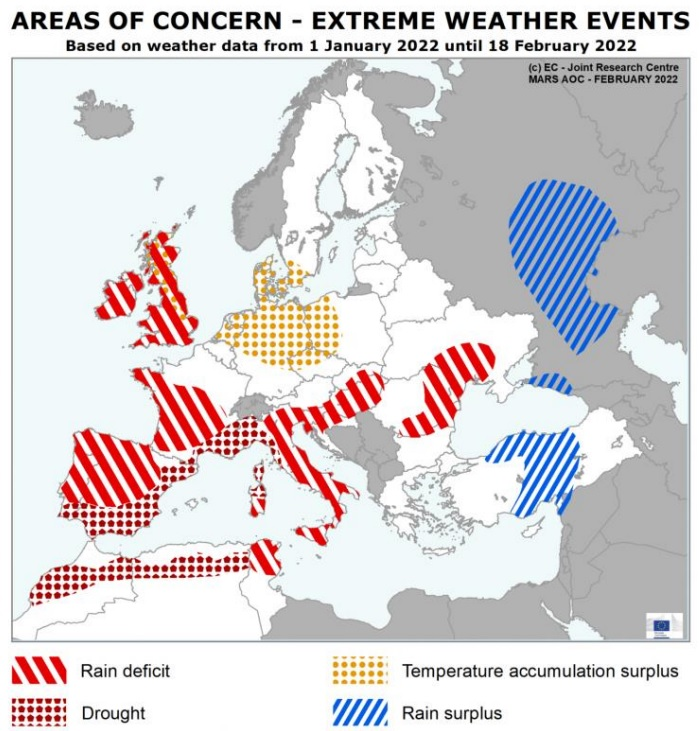 AREAS OF CONCERN - EXTREME WEATHER EVENTS
Based on weather data from 1 January 2022 until 18 February 2022
(c) EC - Joint Research Centre
MARS AOC - FEBRUARY 2022
Rain deficit
Temperature accumulation surplus
Drought
Rain surplus